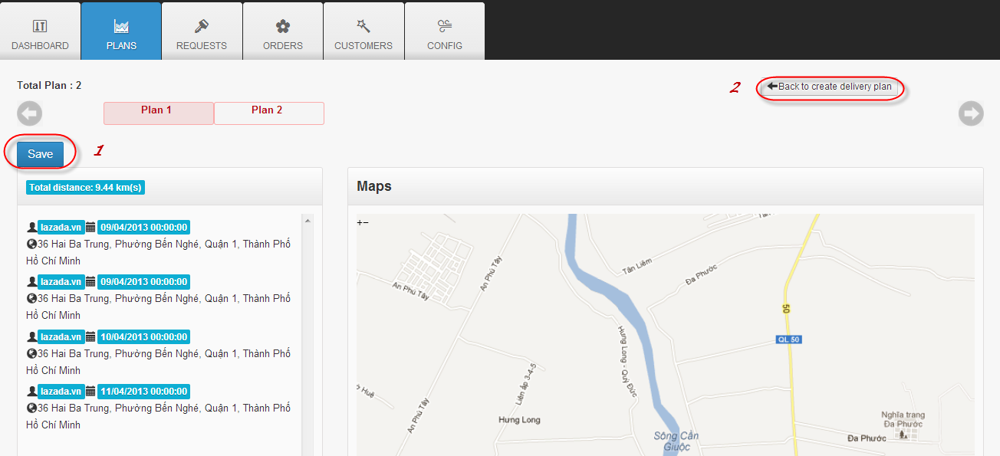 DASHBOARD
PLANS
REQUESTS
ORDERS
CUSTOMERS
CONFIG
Total Plan : 2
2
Back to create delivery plan
Plan 1
Plan 2
Save
1
Total distance: 9.44 km(s)
Maps
lazada.vn 09/04/2013 00:00:00
36 Hai Ba Trung, Phường Bến Nghé, Quận 1, Thành Phố
Hồ Chí Minh
lazada.vn 09/04/2013 00:00:00
36 Hai Ba Trung, Phường Bến Nghé, Quận 1, Thành Phố
Hồ Chí Minh
lazada.vn 10/04/2013 00:00:00
36 Hai Ba Trung, Phường Bến Nghé, Quận 1, Thành Phố
Hồ Chí Minh
lazada.vn 11/04/2013 00:00:00
36 Hai Ba Trung, Phường Bến Nghé, Quận 1, Thành Phố
Hồ Chí Minh
+−
Tân Liêm
Đa Phước
An Phú Tây
An Phú Tây
50
QL 50
Hưng Long - Quy Đức
Liên ấp 3-4-5
An Phú Tây
Hưng Long
Nghĩa trang
Đa Phước
Đa Phước
Sông Cần
Giuộc